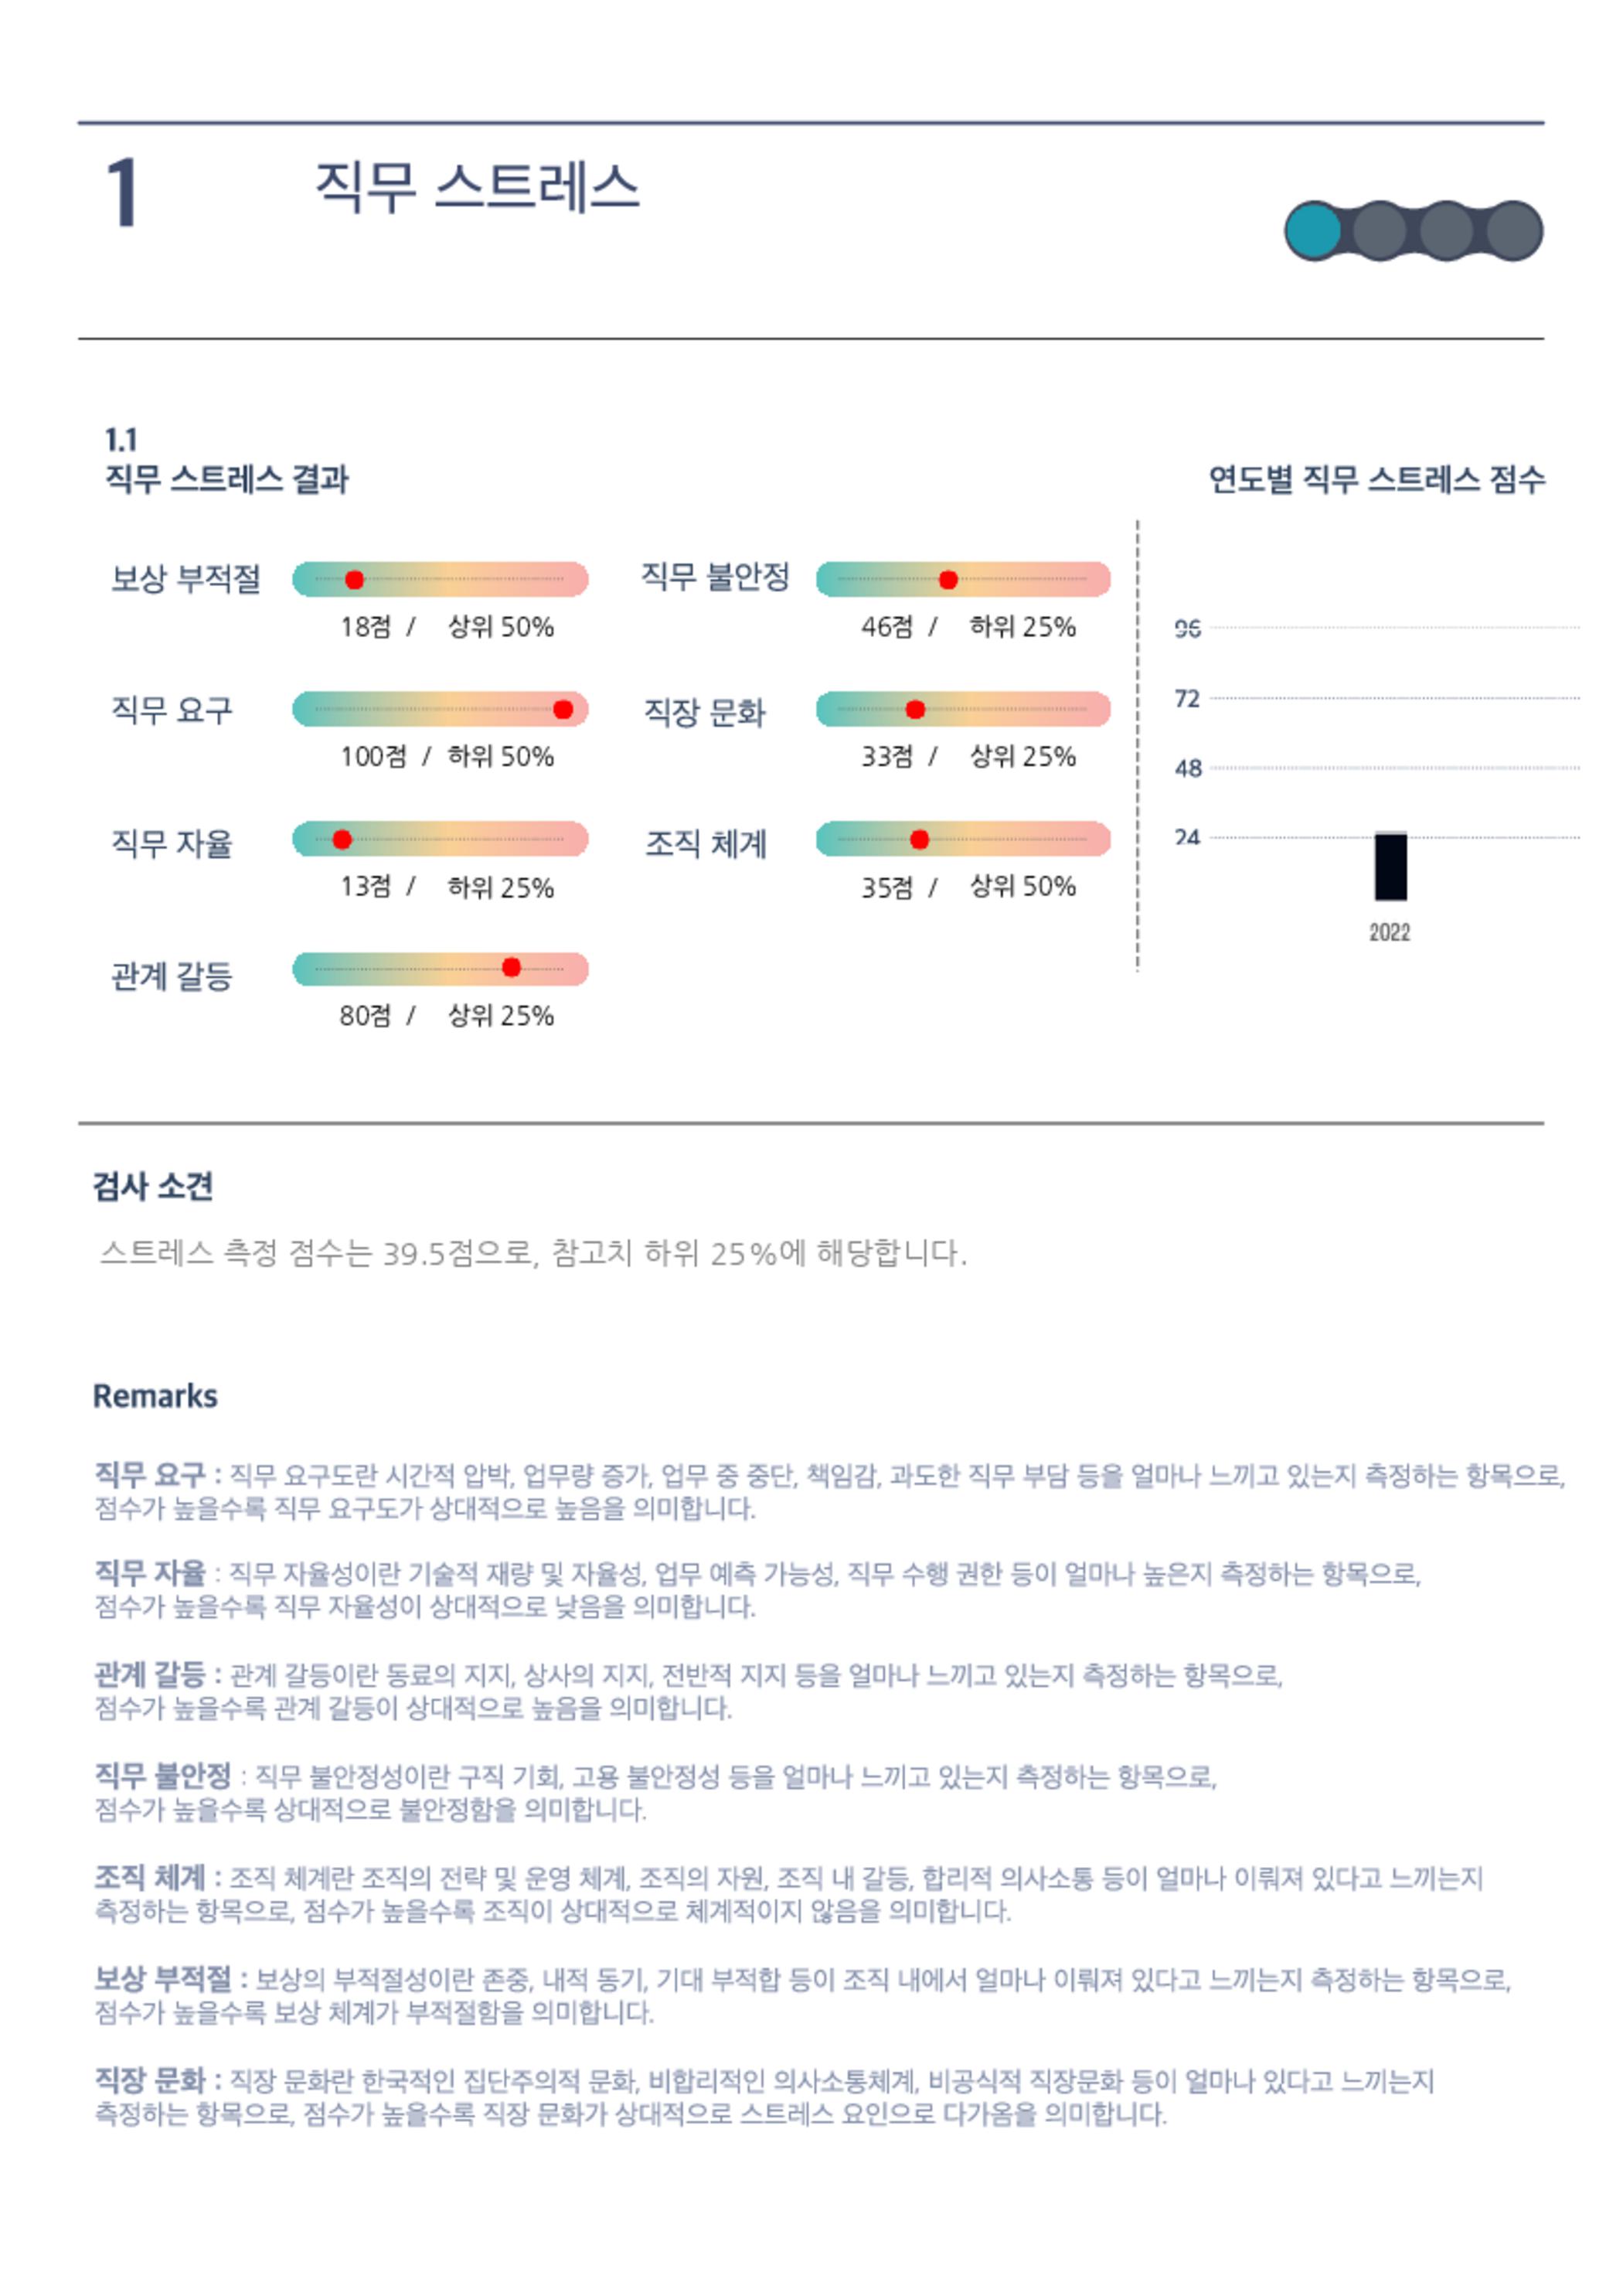 1
직무 스트레스
1.1
직무 스트레스 결과
보상 부적절
18점 / 상위 50%
직무 요구
100점 / 하위 50%
직무 자율
13점 / 하위 25%
관계 갈등
80점 / 상위 25%
직무 불안정
46점 / 하위 25%
직장 문화
33점 / 상위 25%
조직 체계
35점 / 상위 50%
연도별 직무 스트레스 점수
96
72
48
24
2022
검사 소견
스트레스 측정 점수는 39.5점으로, 참고치 하위 25%에 해당합니다.
Remarks
직무 요구 : 직무 요구도란 시간적 압박, 업무량 증가, 업무 중 중단, 책임감, 과도한 직무 부담 등을 얼마나 느끼고 있는지 측정하는 항목으로,
점수가 높을수록 직무 요구도가 상대적으로 높음을 의미합니다.
직무 자율 : 직무 자율성이란 기술적 재량 및 자율성, 업무 예측 가능성, 직무 수행 권한 등이 얼마나 높은지 측정하는 항목으로,
점수가 높을수록 직무 자율성이 상대적으로 낮음을 의미합니다.
관계 갈등 : 관계 갈등이란 동료의 지지, 상사의 지지, 전반적 지지 등을 얼마나 느끼고 있는지 측정하는 항목으로,
점수가 높을수록 관계 갈등이 상대적으로 높음을 의미합니다.
직무 불안정 : 직무 불안정성이란 구직 기회, 고용 불안정성 등을 얼마나 느끼고 있는지 측정하는 항목으로,
점수가 높을수록 상대적으로 불안정함을 의미합니다.
조직 체계 : 조직 체계란 조직의 전략 및 운영 체계, 조직의 자원, 조직 내 갈등, 합리적 의사소통 등이 얼마나 이뤄져 있다고 느끼는지
측정하는 항목으로, 점수가 높을수록 조직이 상대적으로 체계적이지 않음을 의미합니다.
보상 부적절 : 보상의 부적절성이란 존중, 내적 동기, 기대 부적합 등이 조직 내에서 얼마나 이뤄져 있다고 느끼는지 측정하는 항목으로,
점수가 높을수록 보상 체계가 부적절함을 의미합니다.
직장 문화 : 직장 문화란 한국적인 집단주의적 문화, 비합리적인 의사소통체계, 비공식적 직장문화 등이 얼마나 있다고 느끼는지
측정하는 항목으로, 점수가 높을수록 직장 문화가 상대적으로 스트레스 요인으로 다가옴을 의미합니다.